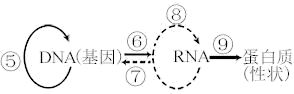 ⑧
⑤ DNA(基因) ⑥ RNA ⑨ 蛋白质
⑦ (性状)